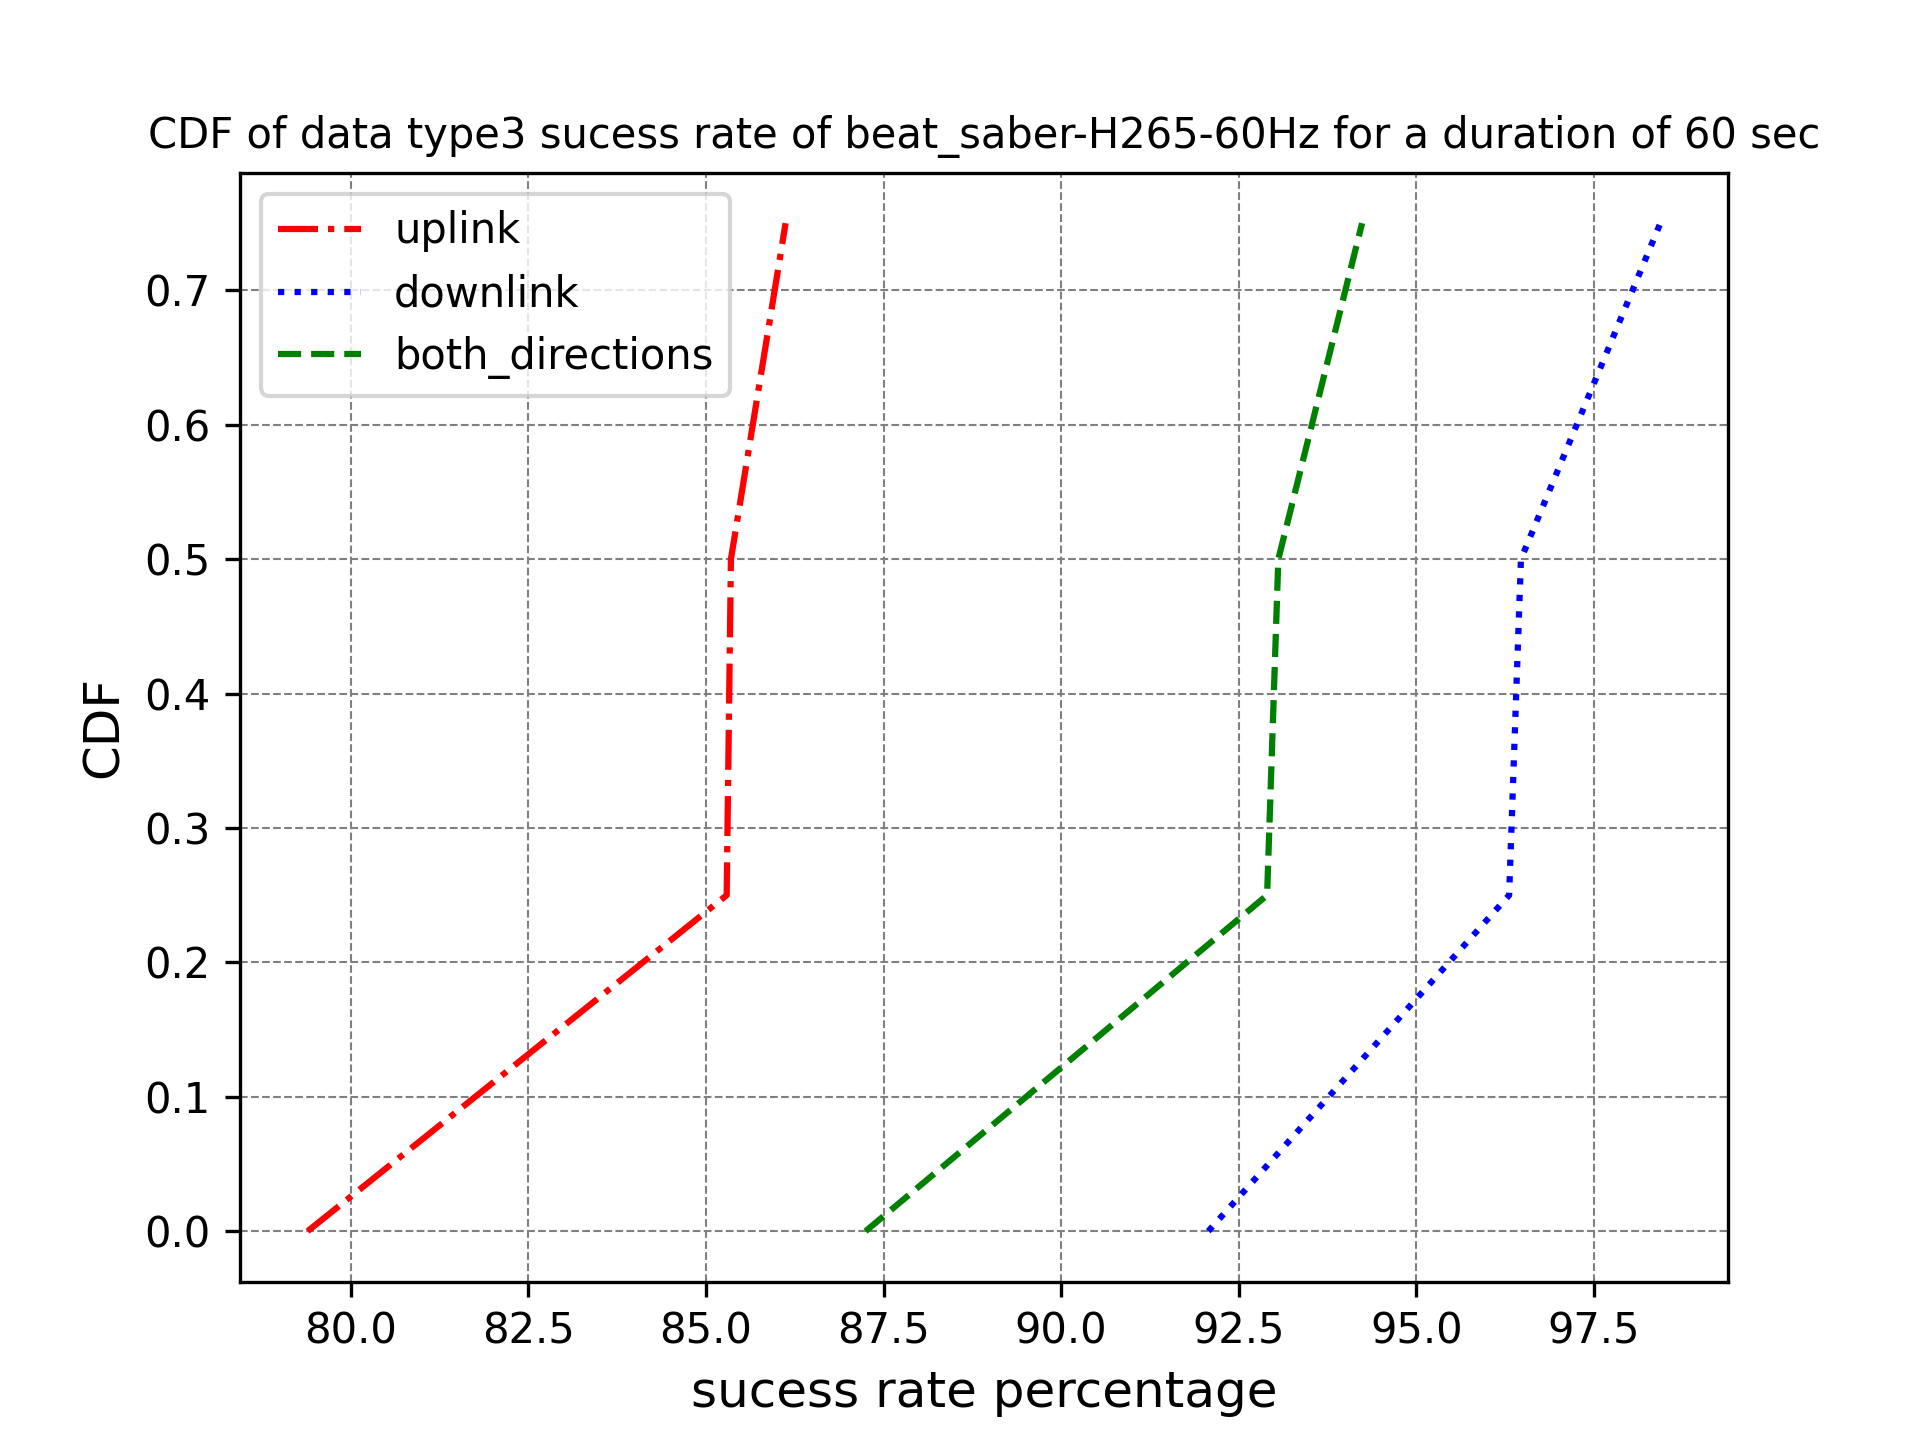 CDF of data type3 sucess rate of beat_saber-H265-60Hz for a duration of 60 sec
uplink
downlink
both_directions
0.7
0.6
0.5
0.4
0.3
0.2
0.1
0.0
CDF
80.0 82.5 85.0 87.5 90.0 92.5 95.0 97.5
sucess rate percentage